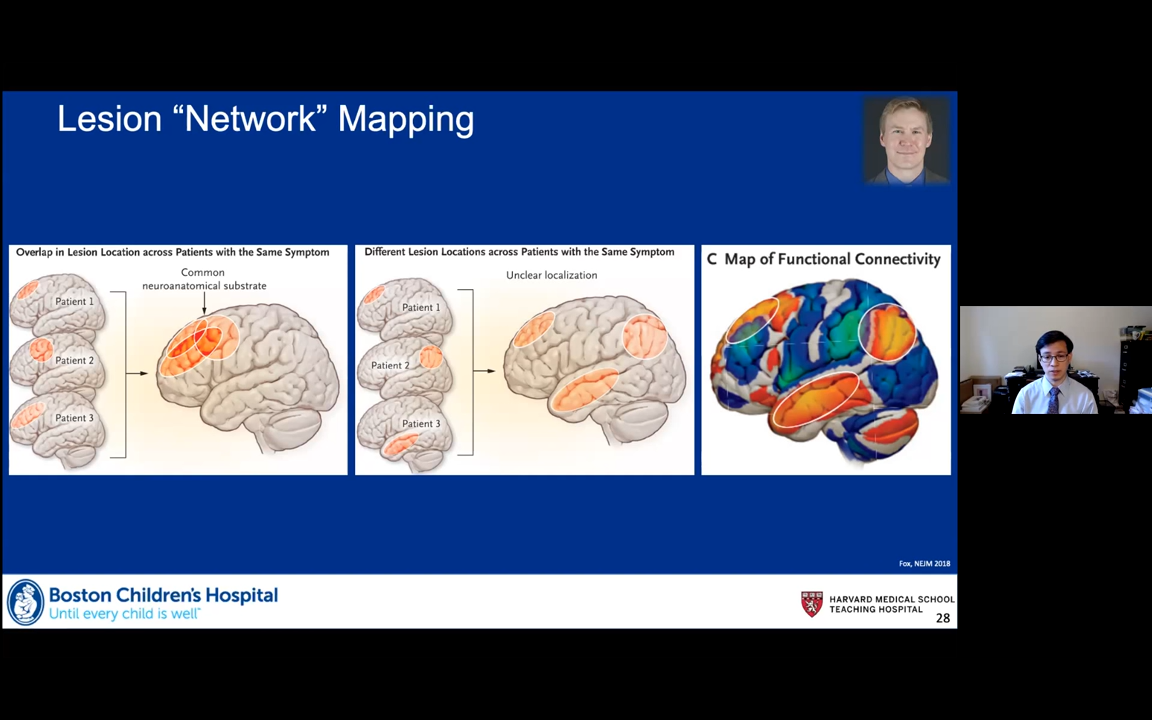 Lesion “Network” Mapping
Overlap in Lesion Location across Patients with the Same Symptom
Common
neuroanatomical substrate
Patient 1
Patient 2
Patient 3
Different Lesion Locations across Patients with the Same Symptom
Unclear localization
Patient 1
Patient 2
Patient 3
C Map of Functional Connectivity
Fox, NEJM 2018
Boston Children's Hospital
Until every child is well™
HARVARD MEDICAL SCHOOL
TEACHING HOSPITAL
28